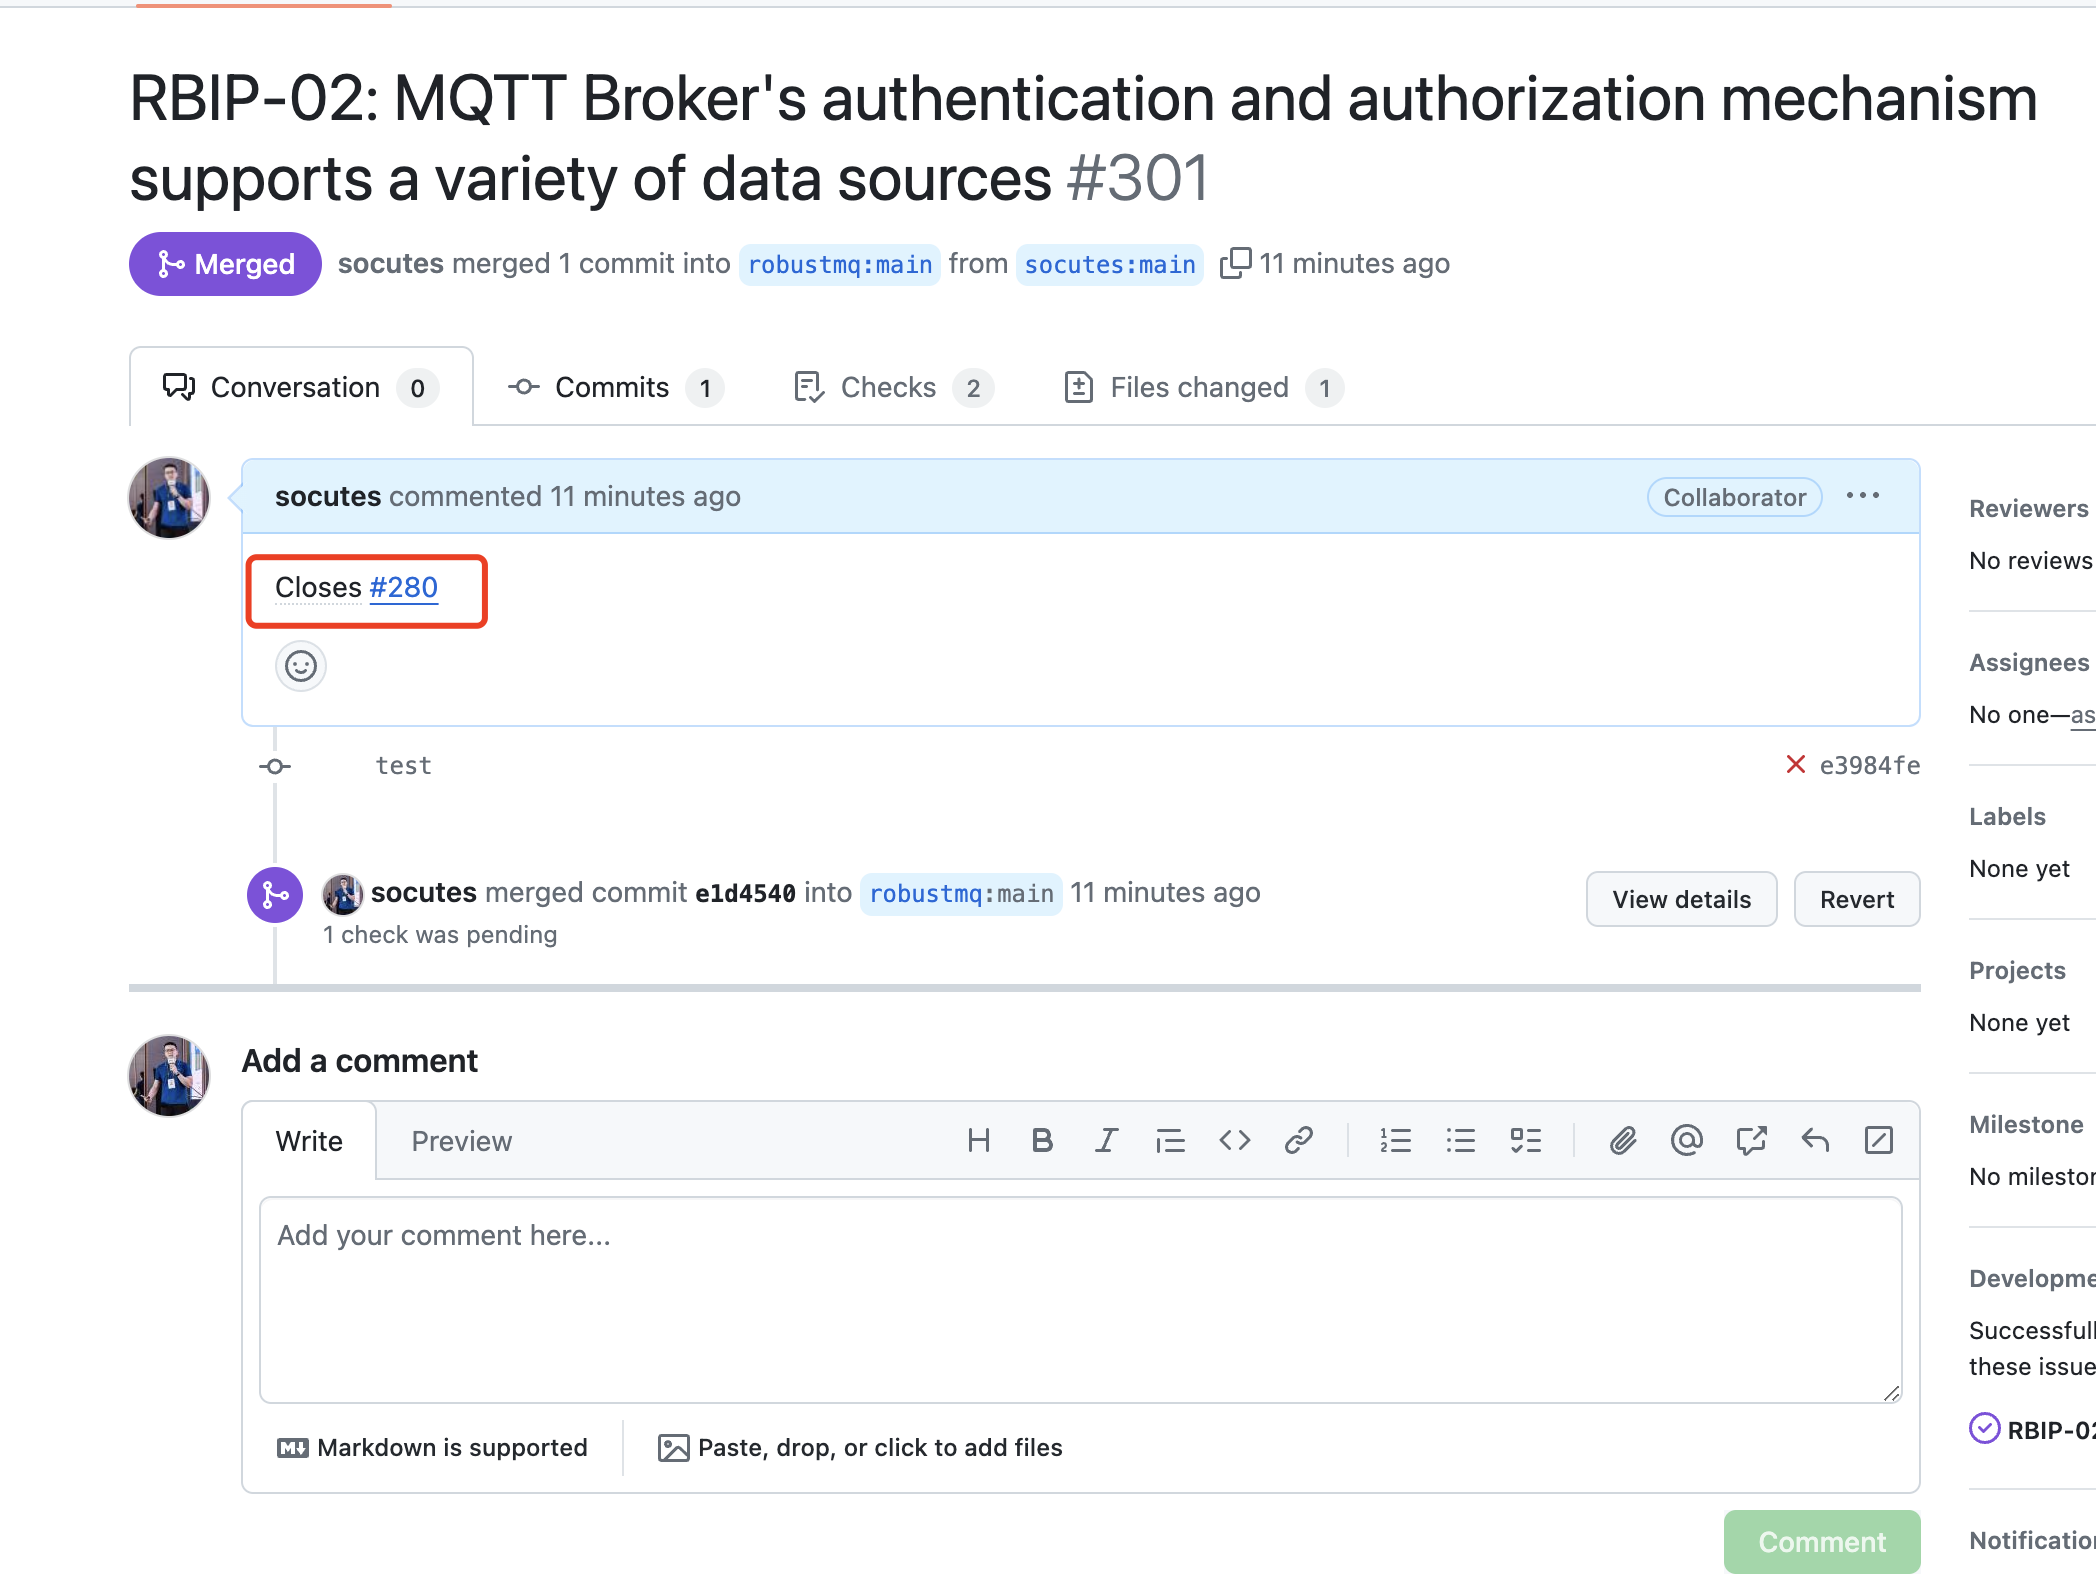 RBIP-02: MQTT Broker's authentication and authorization mechanism
supports a variety of data sources #301
Merged socutes merged 1 commit into robustmq:main from socutes:main 11 minutes ago
Conversation 0 Commits 1 Checks 2 Files changed 1
socutes commented 11 minutes ago Collaborator
Closes #280
test e3984fe
socutes merged commit e1d4540 into robustmq:main 11 minutes ago View details Revert
1 check was pending
Add a comment
Write Preview
Add your comment here...
Markdown is supported Paste, drop, or click to add files
Comment
Reviewers
No reviews
Assignees
No one—as
Labels
None yet
Projects
None yet
Milestone
No mileston
Developme
Successfull
these issue
RBIP-02
Notification